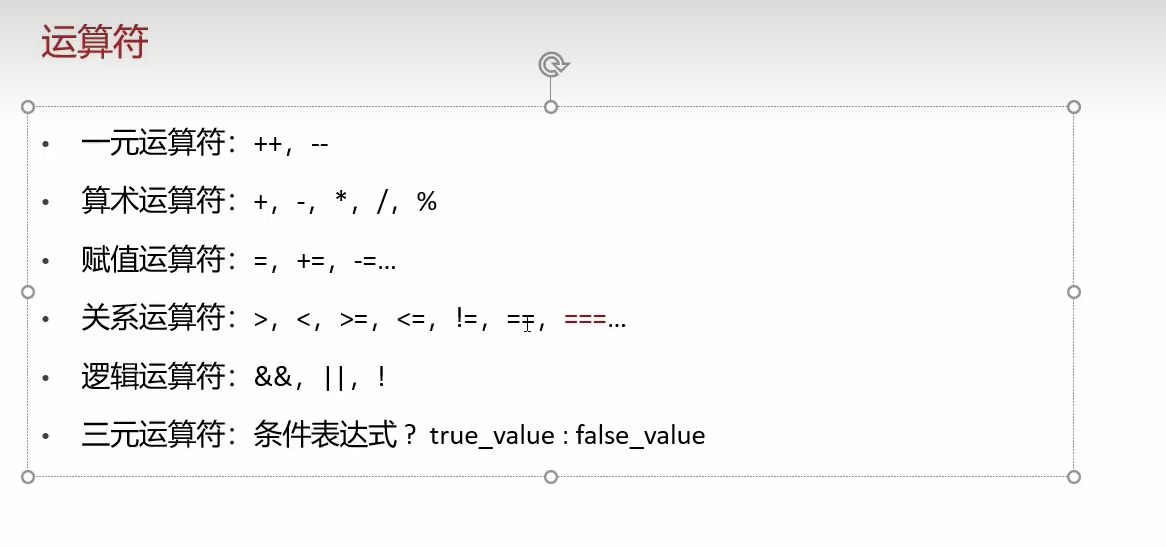 运算符
• 一元运算符：++，--
• 算术运算符：+，-，*，/，%
• 赋值运算符：=，+=，-=...
• 关系运算符：>，<，>=，<=，!=，==，===...
• 逻辑运算符：&&，||，!
• 三元运算符：条件表达式？true_value : false_value